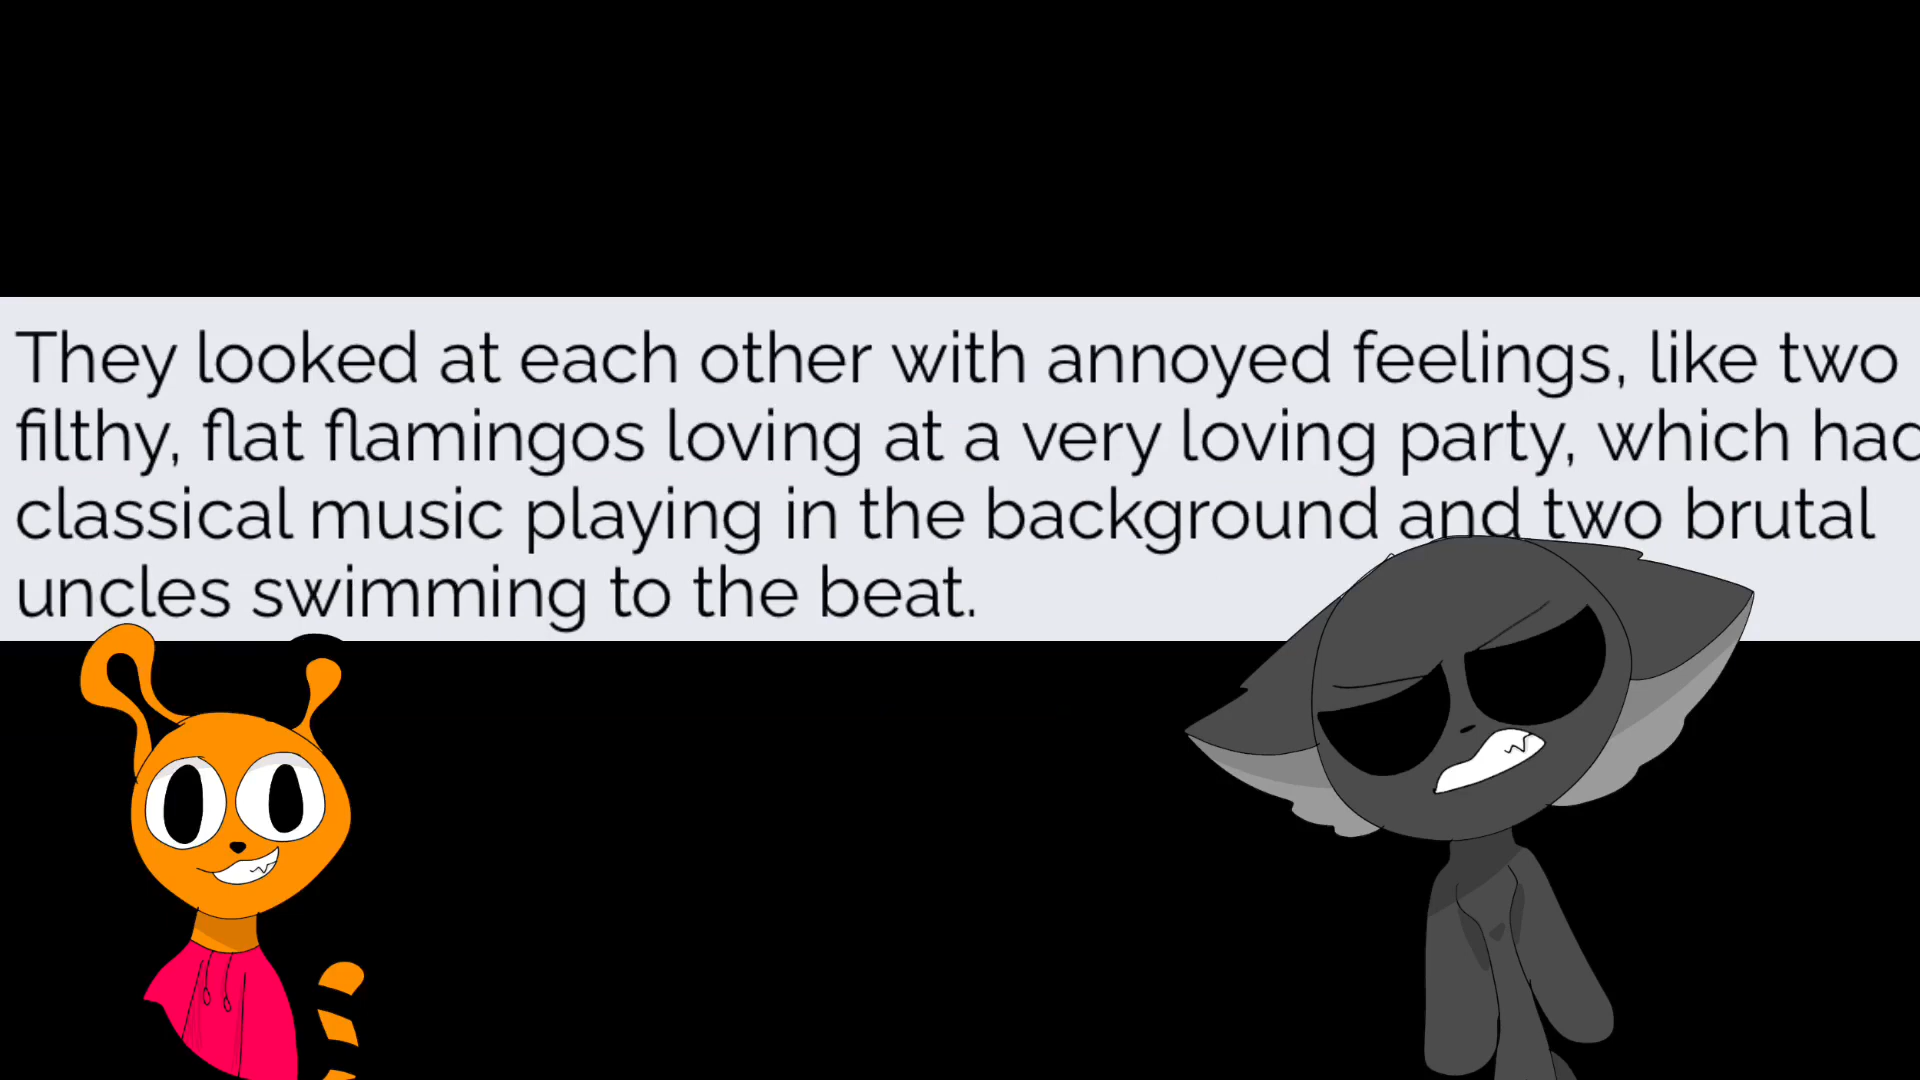 They looked at each other with annoyed feelings, like two
filthy, flat flamingos loving at a very loving party, which had
classical music playing in the background and two brutal
uncles swimming to the beat.